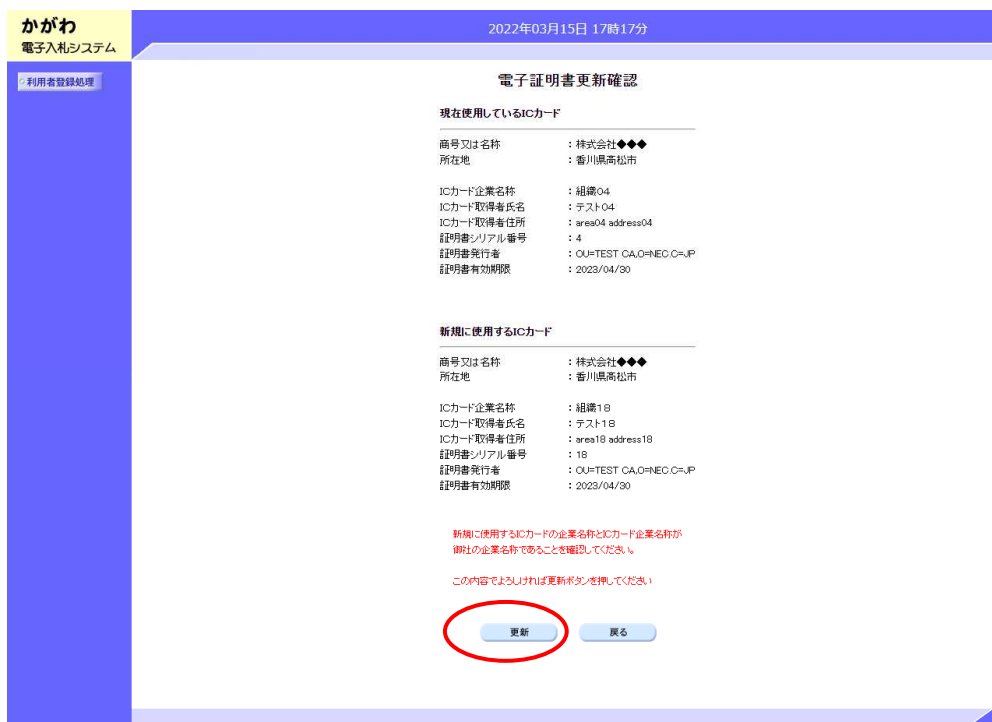 かがわ
電子入札システム
2022年03月15日 17時17分
利用者登録処理
電子証明書更新確認
現在使用しているICカード
商号又は名称 ：株式会社◆◆◆
所在地 ：香川県高松市
ICカード企業名称 ：組織04
ICカード取得者氏名 ：テスト04
ICカード取得者住所 ：area04 address04
証明書シリアル番号 ：4
証明書発行者 ：OU=TEST CA,O=NEC,C=JP
証明書有効期限 ：2023/04/30
新規に使用するICカード
商号又は名称 ：株式会社◆◆◆
所在地 ：香川県高松市
ICカード企業名称 ：組織18
ICカード取得者氏名 ：テスト18
ICカード取得者住所 ：area18 address18
証明書シリアル番号 ：18
証明書発行者 ：OU=TEST CA,O=NEC,C=JP
証明書有効期限 ：2023/04/30
新規に使用するICカードの企業名称とICカード企業名称が
御社の企業名称であることを確認してください。
この内容でよろしければ更新ボタンを押してください
更新 戻る